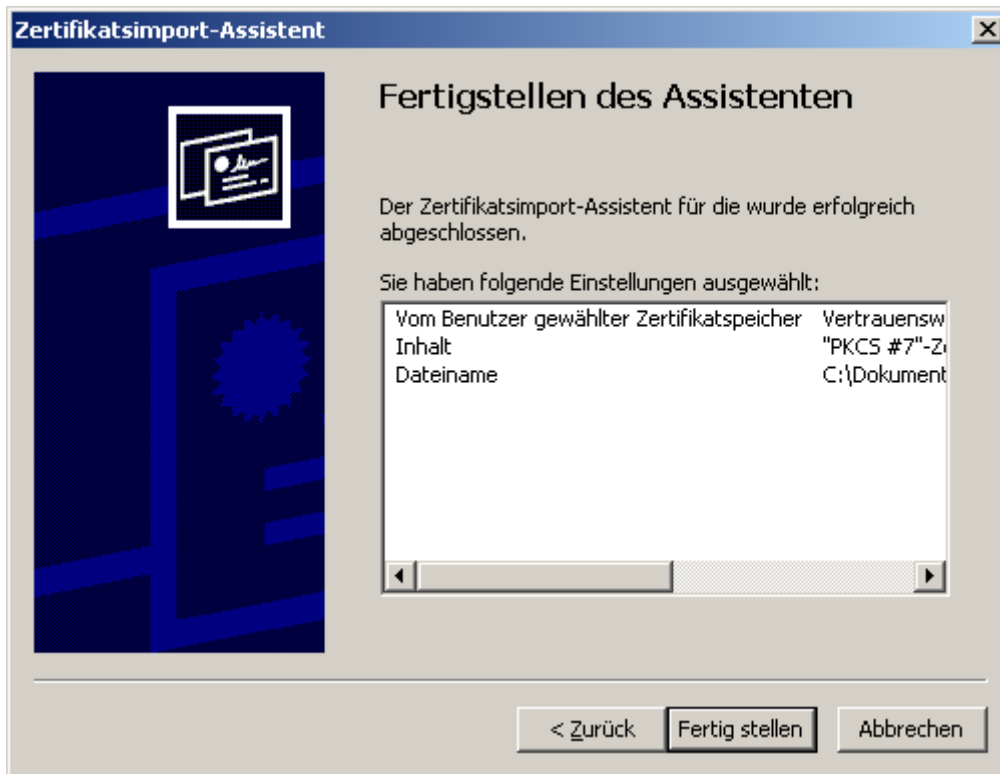 Zertifikatsimport-Assistent
Fertigstellen des Assistenten
Der Zertifikatsimport-Assistent für die wurde erfolgreich
abgeschlossen.
Sie haben folgende Einstellungen ausgewählt:
Vom Benutzer gewählter Zertifikatspeicher Vertrauensw
Inhalt "PKCS #7"-Z
Dateiname C:\Dokument
< Zurück Fertig stellen Abbrechen